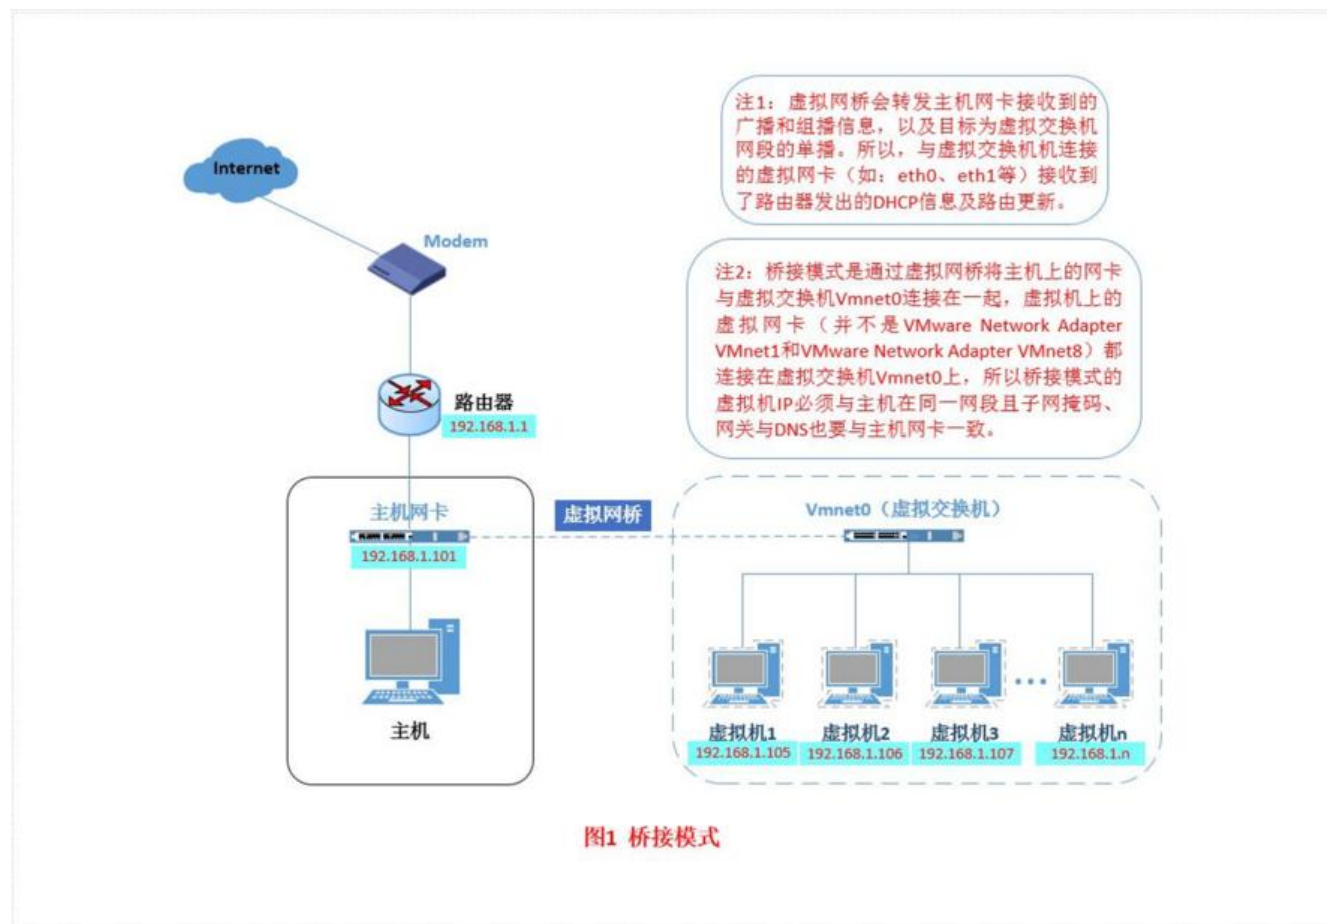 注1：虚拟网桥会转发主机网卡接收到的
广播和组播信息，以及目标为虚拟交换机
网段的单播。所以，与虚拟交换机机连接
的虚拟网卡（如：eth0、eth1等）接收到
了路由器发出的DHCP信息及路由更新。
Internet
Modem
注2：桥接模式是通过虚拟网桥将主机上的网卡
与虚拟交换机Vmnet0连接在一起，虚拟机上的
虚拟网卡（并不是VMware Network Adapter
VMnet1和VMware Network Adapter VMnet8）都
连接在虚拟交换机Vmnet0上，所以桥接模式的
虚拟机IP必须与主机在同一网段且子网掩码、
网关与DNS也要与主机网卡一致。
路由器
192.168.1.1
主机网卡
192.168.1.101
虚拟网桥
Vmnet0（虚拟交换机）
主机
虚拟机1
192.168.1.105
虚拟机2
192.168.1.106
虚拟机3
192.168.1.107
虚拟机n
192.168.1.n
图1 桥接模式